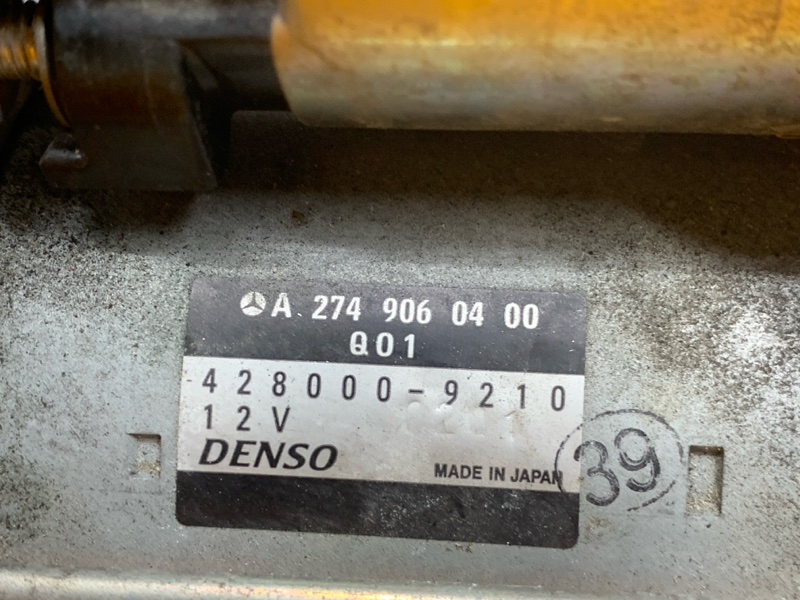 A 274 906 04 00
Q01
428000-9210
12V
DENSO
MADE IN JAPAN
39